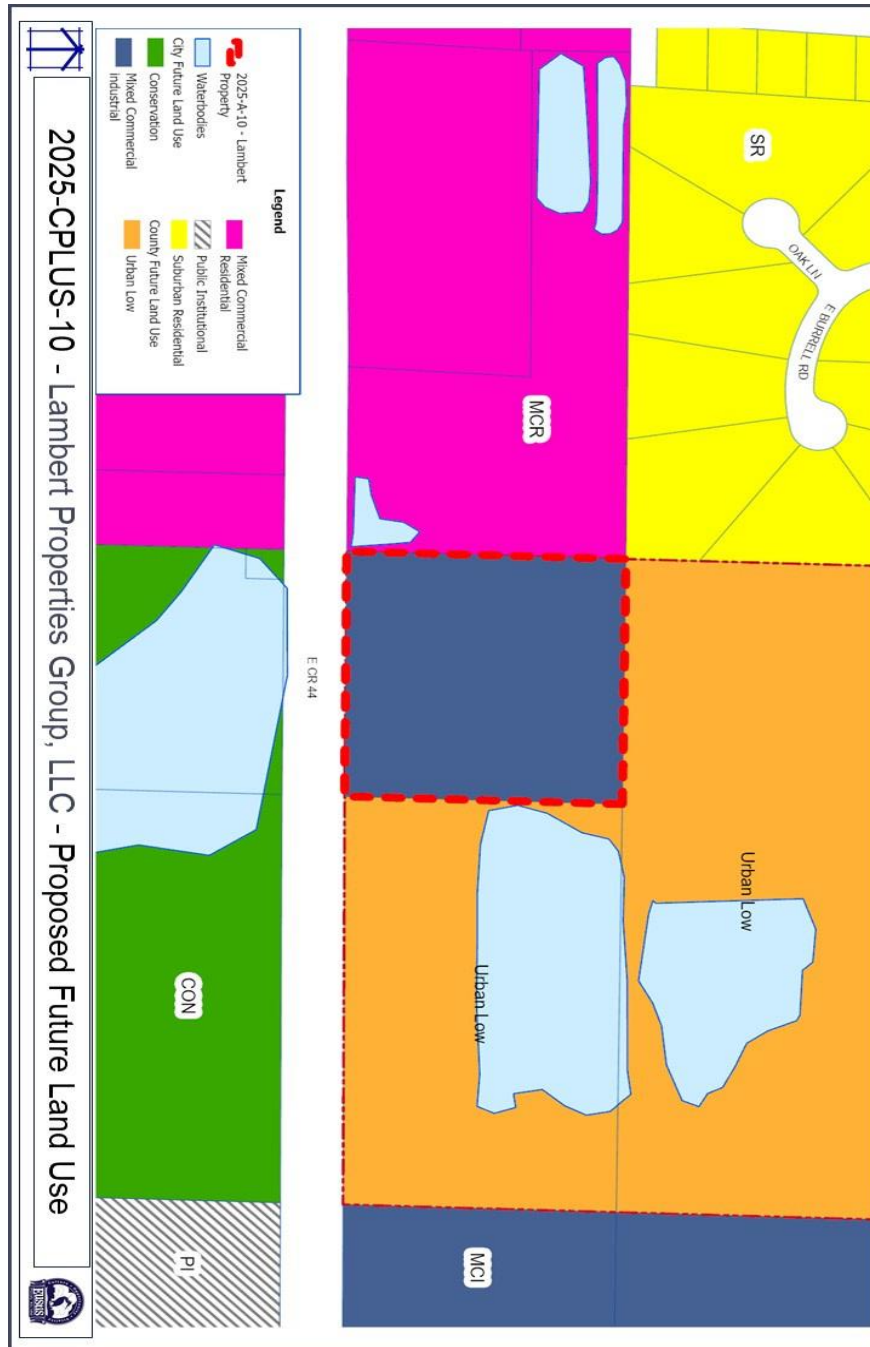 E BURRELL RD
OAK LN
SR
Urban Low
MCR
Urban Low
MCI
E CR 44
Legend
2025-A-10 - Lambert
Property
Waterbodies
City Future Land Use
Conservation
Mixed Commercial
industrial
Mixed Commercial
Residential
Public Institutional
Suburban Residential
County Future Land Use
Urban Low
CON
PI
2025-CPLUS-10 - Lambert Properties Group, LLC - Proposed Future Land Use